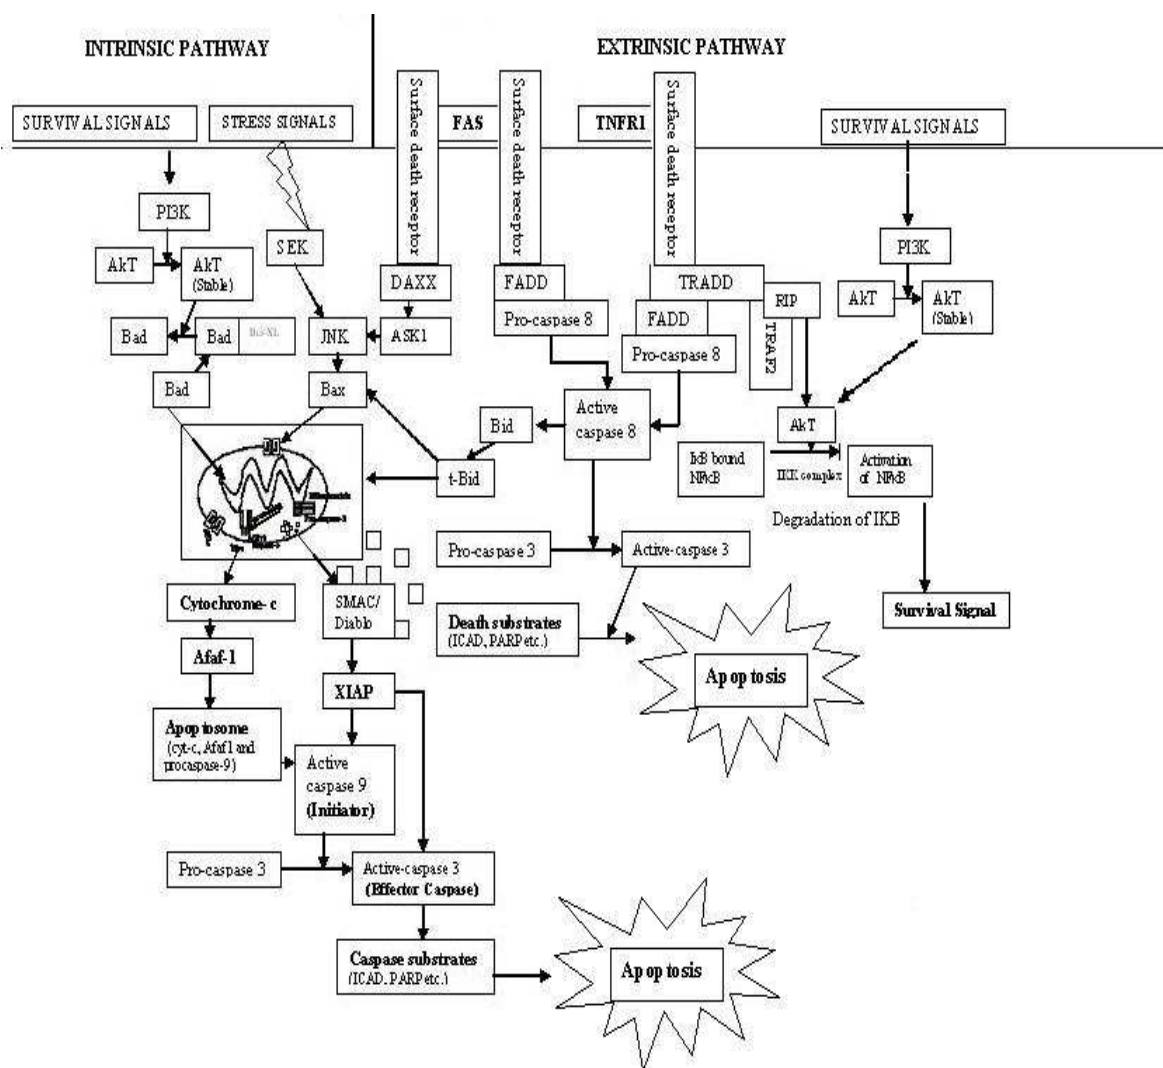 INTRINSIC PATHWAY
EXTRINSIC PATHWAY
SURVIVAL SIGNALS
STRESS SIGNALS
Surface death receptor
FAS
Surface death receptor
TNFR1
Surface death receptor
SURVIVAL SIGNALS
PI3K
SEK
PI3K
AkT
AkT
(Stable)
DAXX
FADD
TRADD
RIP
AkT
AkT
(Stable)
Bad
Bad
JNK
ASK1
Pro-caspase 8
FADD
TRAF2
Pro-caspase 8
Bad
Bax
Bid
Active
caspase 8
AkT
t-Bid
IkB bound
NFkB
IKK complex
Activation
of NFkB
Degradation of IKB
Pro-caspase 3
Active-caspase 3
Cytochrome-c
SMAC/
Diablo
Death substrates
(ICAD, PARP etc.)
Survival Signal
Afaf-1
XIAP
Apoptosis
Apoptosome
(cyt-c, Afaf1 and
procaspase-9)
Active
caspase 9
(Initiator)
Pro-caspase 3
Active-caspase 3
(Effector Caspase)
Caspase substrates
(ICAD. PARP etc.)
Apoptosis